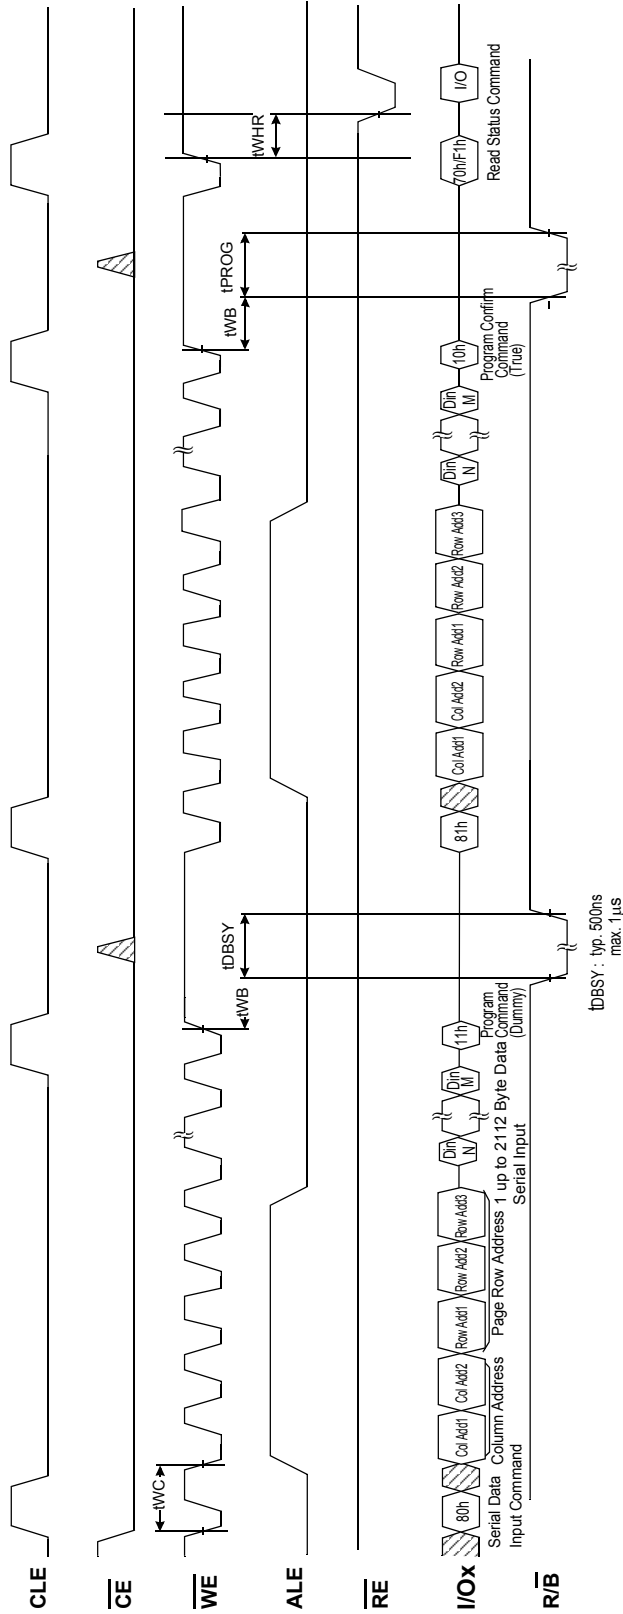 CLE
CE
WE
tWC
tWB
tDBSY
tWB
tPROG
tWHR
ALE
RE
I/Ox
80h
Col Add1
Col Add2
Row Add1
Row Add2
Row Add3
Din
N
Din
M
11h
81h
Col Add1
Col Add2
Row Add1
Row Add2
Row Add3
Din
N
Din
M
10h
70h/F1h
I/O
Serial Data
Input Command
Column Address
Page Row Address
1 up to 2112 Byte Data
Serial Input
Program
Command
(Dummy)
Program Confirm
Command
(True)
Read Status Command
R/B
tDBSY : typ. 500ns
max. 1μs